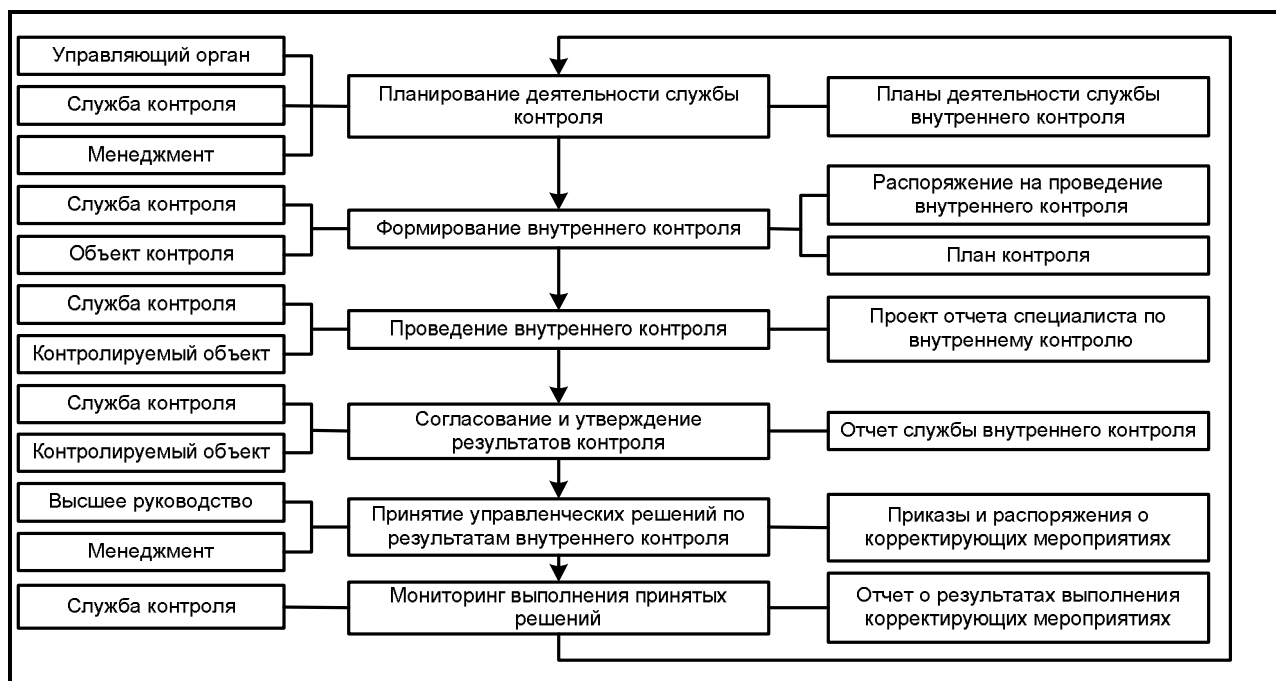 Управляющий орган
Служба контроля
Менеджмент
Планирование деятельности службы
контроля
Планы деятельности службы
внутреннего контроля
Служба контроля
Объект контроля
Формирование внутреннего контроля
Распоряжение на проведение
внутреннего контроля
План контроля
Служба контроля
Контролируемый объект
Проведение внутреннего контроля
Проект отчета специалиста по
внутреннему контролю
Служба контроля
Контролируемый объект
Согласование и утверждение
результатов контроля
Отчет службы внутреннего контроля
Высшее руководство
Менеджмент
Принятие управленческих решений по
результатам внутреннего контроля
Приказы и распоряжения о
корректирующих мероприятиях
Служба контроля
Мониторинг выполнения принятых
решений
Отчет о результатах выполнения
корректирующих мероприятиях